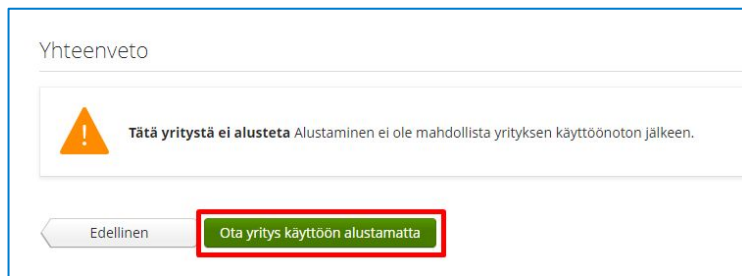 Yhteenveto
Tätä yritystä ei alusteta Alustaminen ei ole mahdollista yrityksen käyttöönoton jälkeen.
Edellinen
Ota yritys käyttöön alustamatta